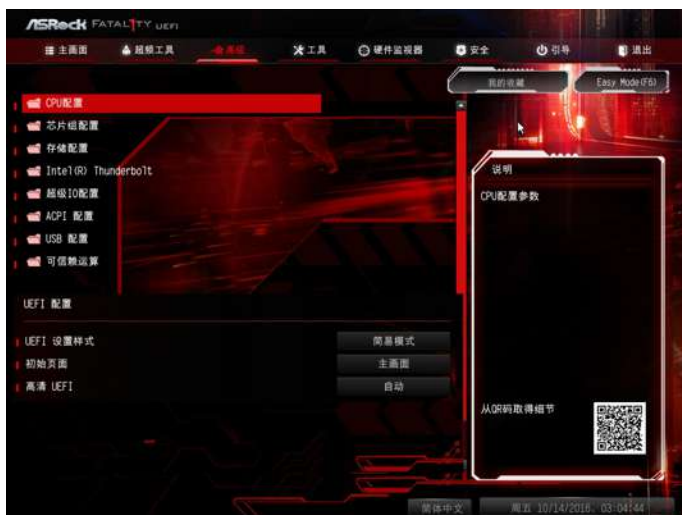 ASRock FATAL1TY UEFI
主画面 超频工具 高级 工具 硬件监视器 安全 引导 退出
我的收藏 Easy Mode(F6)
CPU配置
芯片组配置
存储配置
Intel(R) Thunderbolt
超级IO配置
ACPI 配置
USB 配置
可信赖运算
UEFI 配置
UEFI 设置样式 简易模式
初始页面 主画面
高清 UEFI 自动
说明
CPU配置参数
从QR码取得细节
简体中文 周五 10/14/2016. 03:04:44